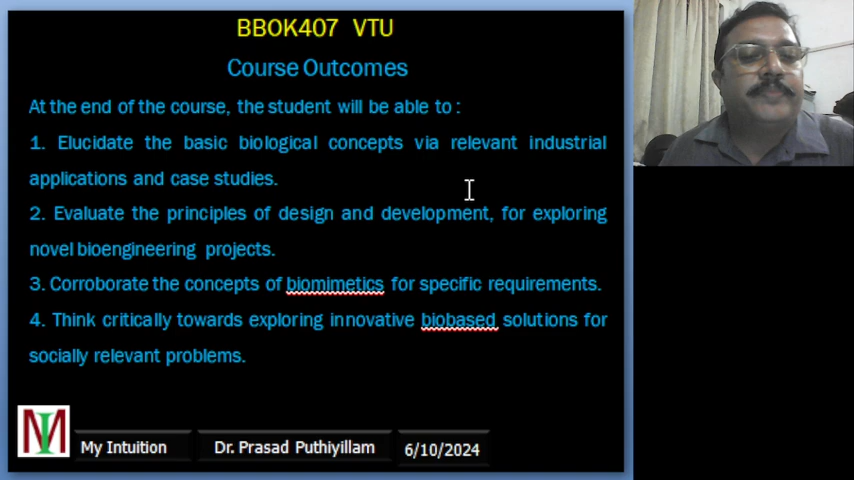 BBOK407 VTU
Course Outcomes
At the end of the course, the student will be able to :
1. Elucidate the basic biological concepts via relevant industrial
applications and case studies.
2. Evaluate the principles of design and development, for exploring
novel bioengineering projects.
3. Corroborate the concepts of biomimetics for specific requirements.
4. Think critically towards exploring innovative biobased solutions for
socially relevant problems.
MI
My Intuition
Dr. Prasad Puthiyillam
6/10/2024